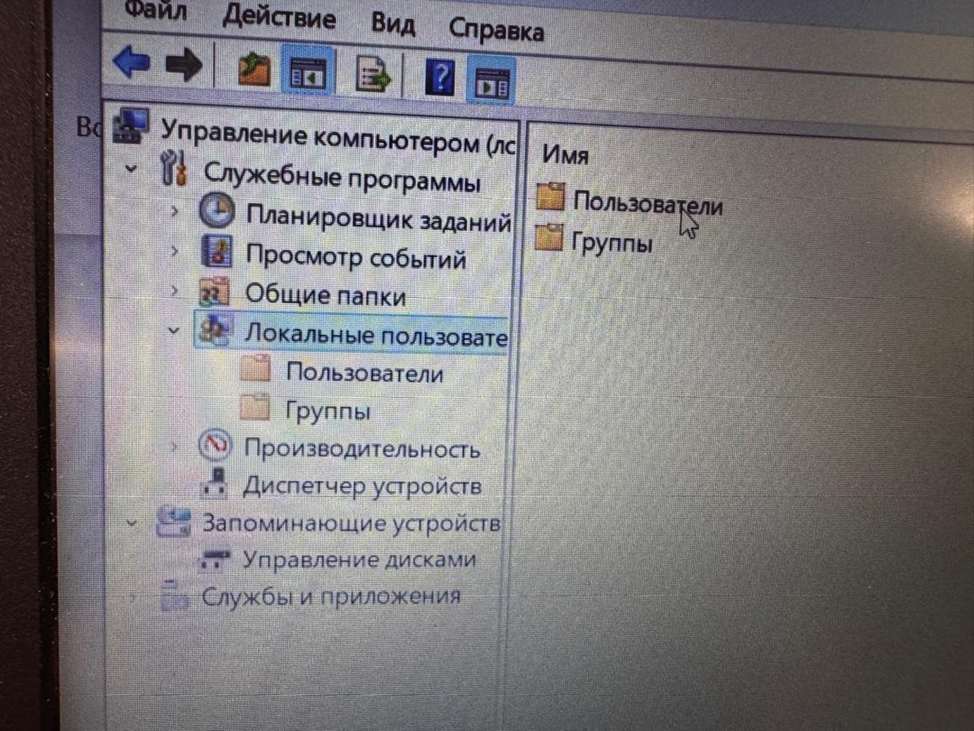 Файл Действие Вид Справка
Управление компьютером (лс
Служебные программы
Планировщик заданий
Просмотр событий
Общие папки
Локальные пользовате
Пользователи
Группы
Производительность
Диспетчер устройств
Запоминающие устройств
Управление дисками
Службы и приложения
Имя
Пользователи
Группы